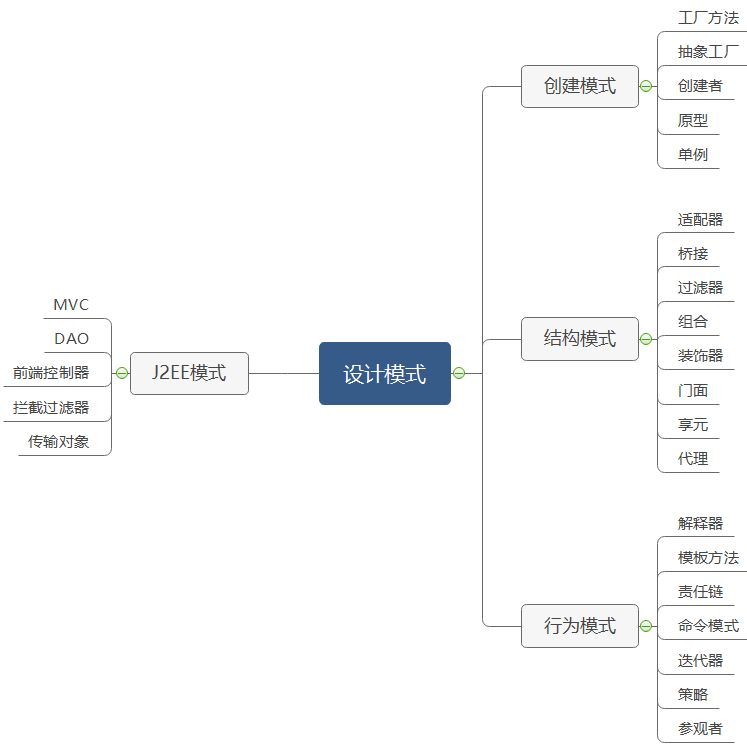 设计模式
创建模式
工厂方法
抽象工厂
创建者
原型
单例
结构模式
适配器
桥接
过滤器
组合
装饰器
门面
享元
代理
行为模式
解释器
模板方法
责任链
命令模式
迭代器
策略
参观者
J2EE模式
MVC
DAO
前端控制器
拦截过滤器
传输对象